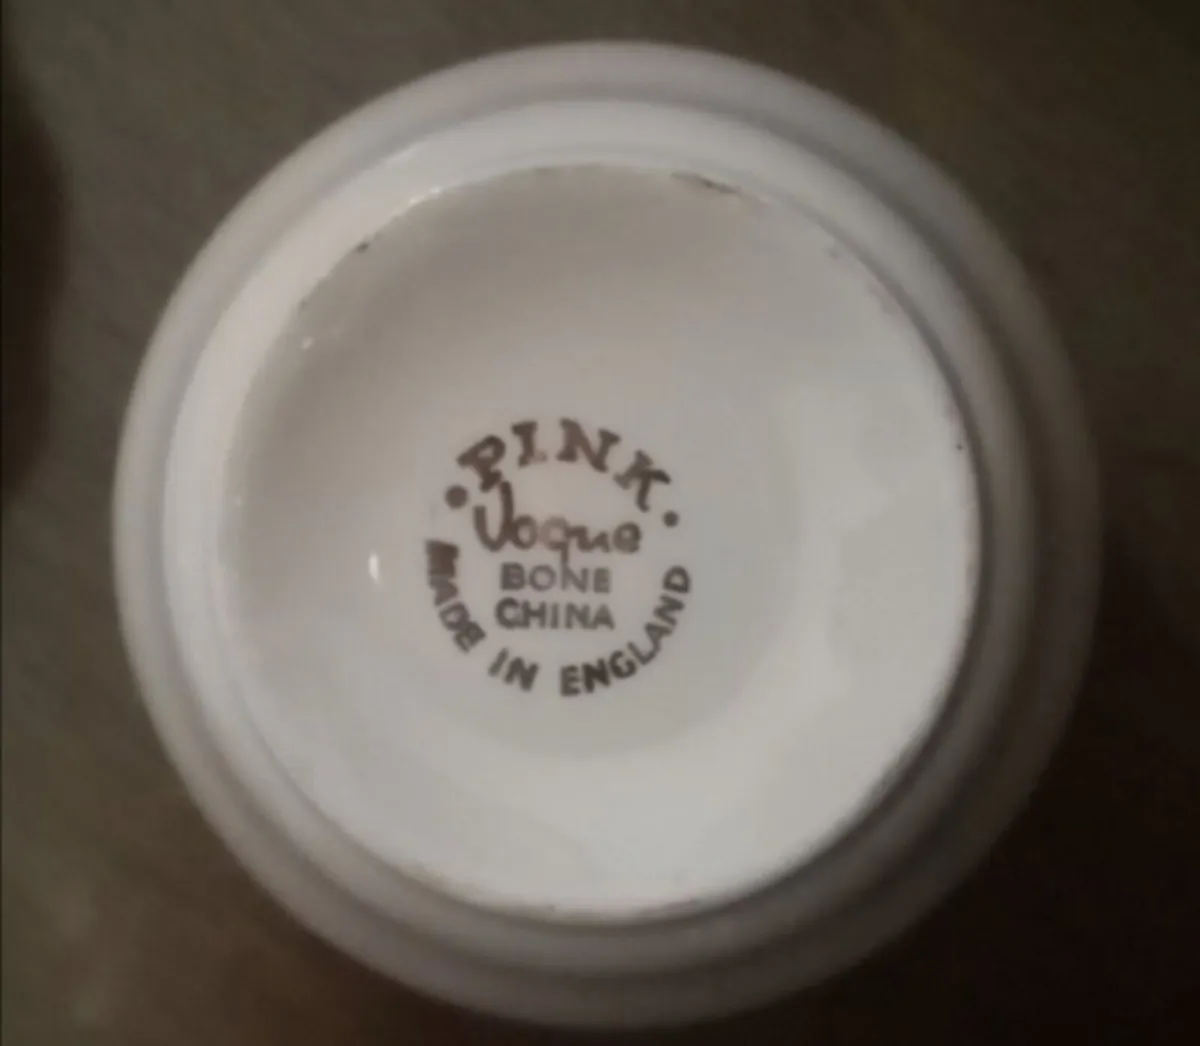 • PINK •
Vogue
BONE
CHINA
MADE IN ENGLAND